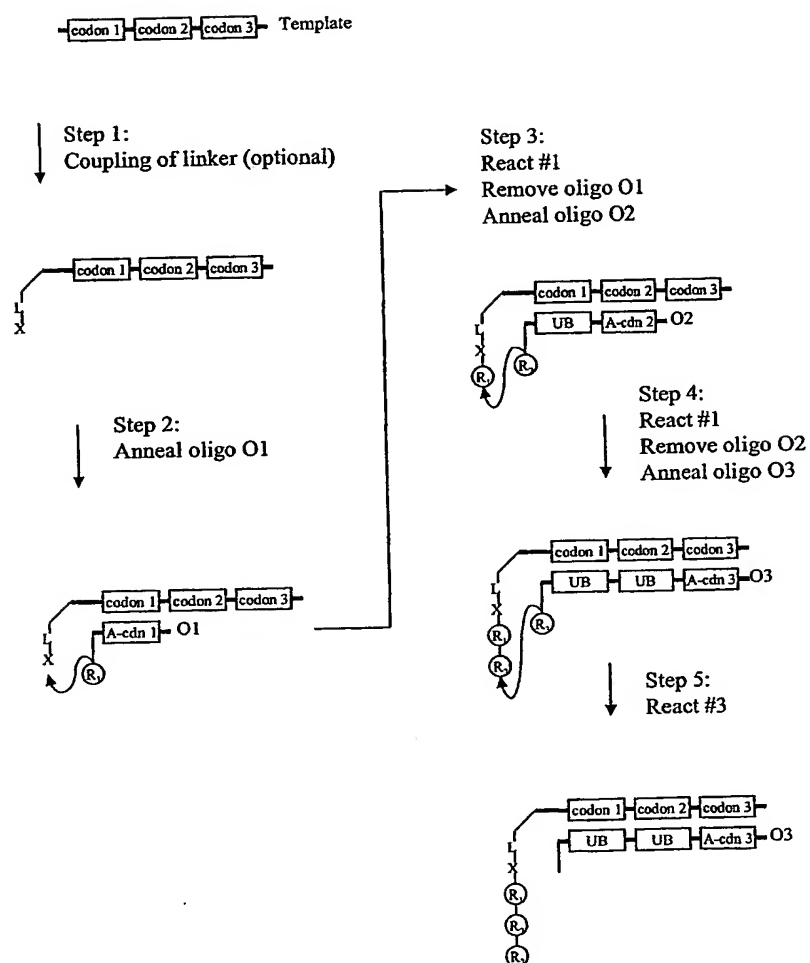 codon 1 codon 2 codon 3 Template
Step 1:
Coupling of linker (optional)
codon 1 codon 2 codon 3
L
X
Step 2:
Anneal oligo O1
codon 1 codon 2 codon 3
L
X
A-cdn 1 O1
R₁
Step 3:
React #1
Remove oligo O1
Anneal oligo O2
codon 1 codon 2 codon 3
L
X
UB A-cdn 2 O2
R₁ R₂
Step 4:
React #1
Remove oligo O2
Anneal oligo O3
codon 1 codon 2 codon 3
L
X
UB UB A-cdn 3 O3
R₁ R₃
R₂
Step 5:
React #3
codon 1 codon 2 codon 3
L
X
UB UB A-cdn 3 O3
R₁
R₂
R₃